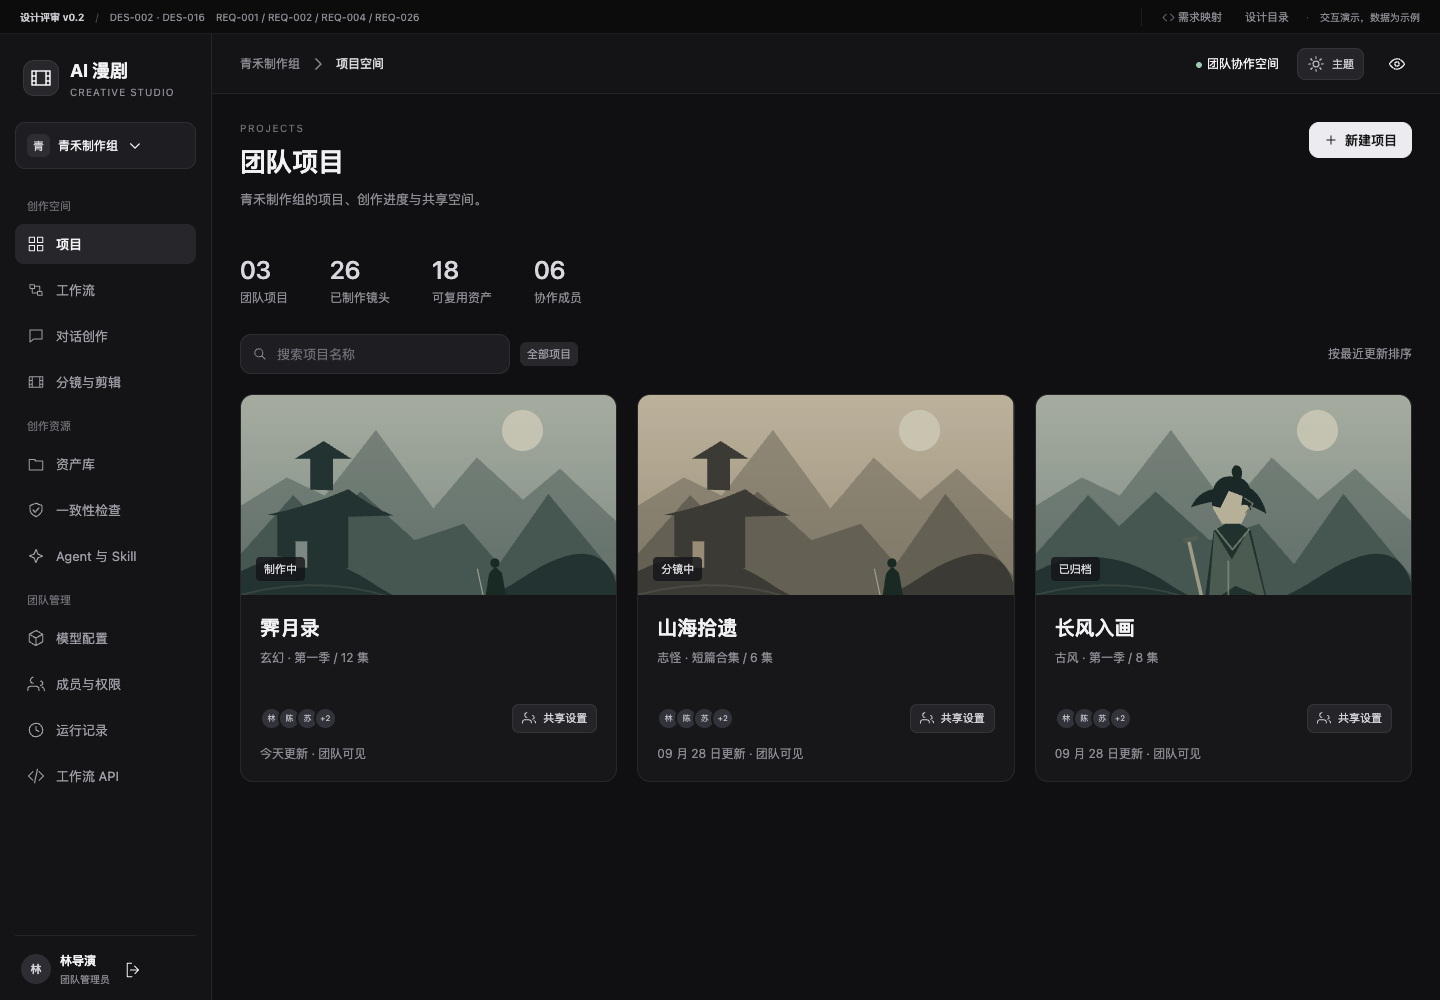 设计评审 v0.2 / DES-002 · DES-016 REQ-001 / REQ-002 / REQ-004 / REQ-026
需求映射 设计目录 · 交互演示，数据为示例
AI 漫剧
CREATIVE STUDIO
青 青禾制作组
创作空间
项目
工作流
对话创作
分镜与剪辑
创作资源
资产库
一致性检查
Agent 与 Skill
团队管理
模型配置
成员与权限
运行记录
工作流 API
林 林导演
团队管理员
青禾制作组 项目空间
团队协作空间 主题
PROJECTS
团队项目
青禾制作组的项目、创作进度与共享空间。
新建项目
03 26 18 06
团队项目 已制作镜头 可复用资产 协作成员
搜索项目名称 全部项目 按最近更新排序
制作中
霁月录
玄幻 · 第一季 / 12 集
林 陈 苏 +2 共享设置
今天更新 · 团队可见
分镜中
山海拾遗
志怪 · 短篇合集 / 6 集
林 陈 苏 +2 共享设置
09 月 28 日更新 · 团队可见
已归档
长风入画
古风 · 第一季 / 8 集
林 陈 苏 +2 共享设置
09 月 28 日更新 · 团队可见